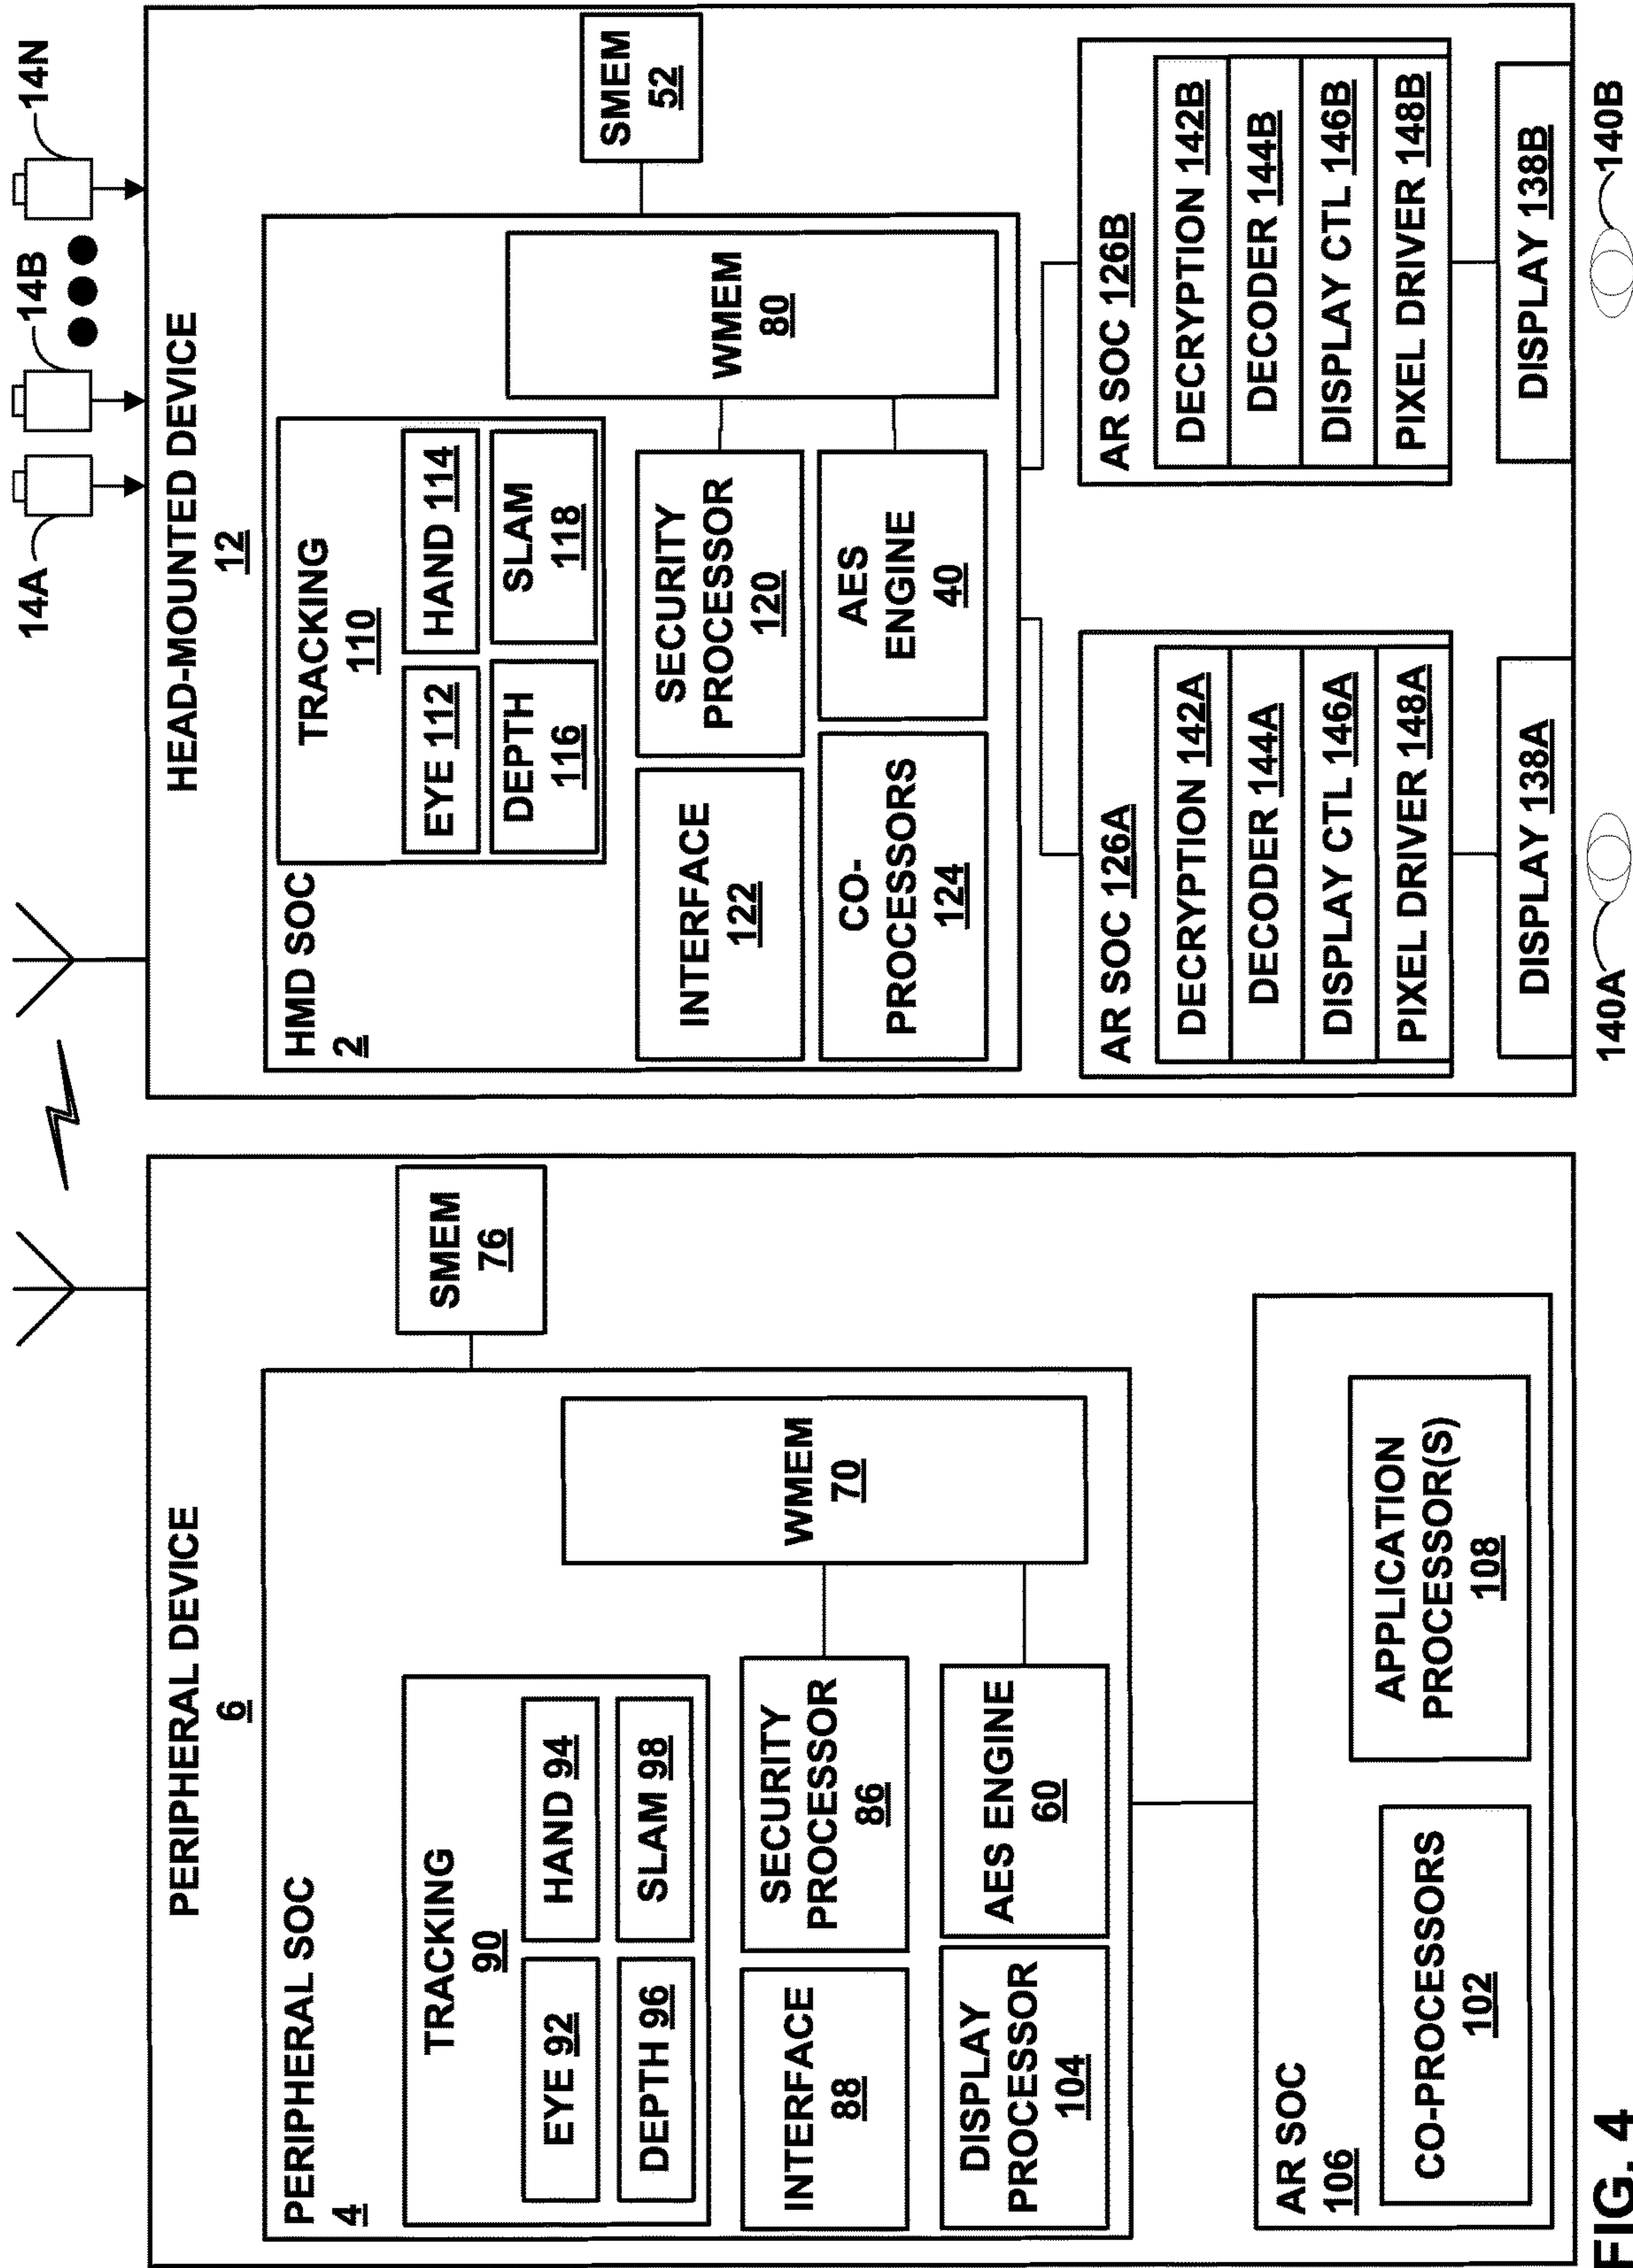 PERIPHERAL DEVICE
6
PERIPHERAL SOC
4
TRACKING
90
EYE 92
HAND 94
DEPTH 96
SLAM 98
INTERFACE
88
SECURITY
PROCESSOR
86
DISPLAY
PROCESSOR
104
AES ENGINE
60
WMEM
70
SMEM
76
AR SOC
106
CO-PROCESSORS
102
APPLICATION
PROCESSOR(S)
108
14A
14B
14N
HEAD-MOUNTED DEVICE
12
HMD SOC
2
TRACKING
110
EYE 112
HAND 114
DEPTH
116
SLAM
118
INTERFACE
122
SECURITY
PROCESSOR
120
CO-
PROCESSORS
124
AES
ENGINE
40
WMEM
80
SMEM
52
AR SOC 126A
DECRYPTION 142A
DECODER 144A
DISPLAY CTL 146A
PIXEL DRIVER 148A
DISPLAY 138A
140A
AR SOC 126B
DECRYPTION 142B
DECODER 144B
DISPLAY CTL 146B
PIXEL DRIVER 148B
DISPLAY 138B
140B
FIG. 4